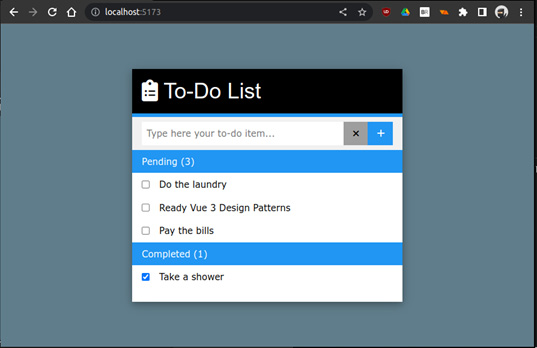 localhost:5173
To-Do List
Type here your to-do item...
Pending (3)
Do the laundry
Ready Vue 3 Design Patterns
Pay the bills
Completed (1)
Take a shower